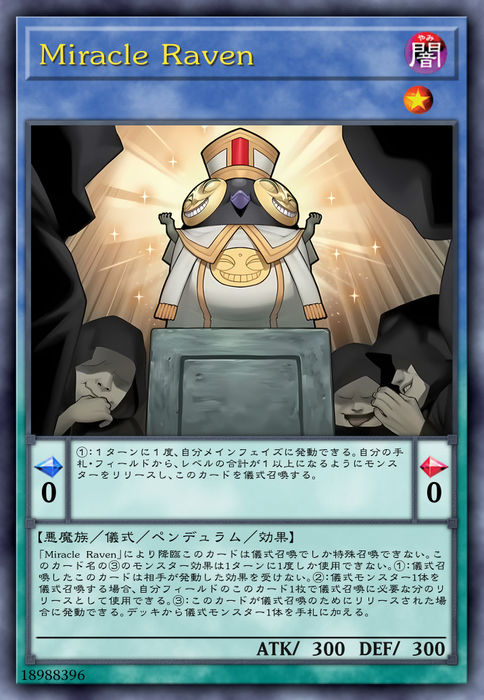 Miracle Raven
やみ
闇
①：１ターンに１度、自分メインフェイズに発動できる。自分の手
札・フィールドから、レベルの合計が１以上になるようにモンス
ターをリリースし、このカードを儀式召喚する。
0
0
【悪魔族／儀式／ペンデュラム／効果】
「Miracle Raven」により降臨このカードは儀式召喚でしか特殊召喚できない。こ
のカード名の③のモンスター効果は1ターンに1度しか使用できない。①：儀式召
喚したこのカードは相手が発動した効果を受けない。②：儀式モンスター1体を
儀式召喚する場合、自分フィールドのこのカード1枚で儀式召喚に必要な分のリ
リースとして使用できる。③：このカードが儀式召喚のためにリリースされた場
合に発動できる。デッキから儀式モンスター1体を手札に加える。
ATK/ 300 DEF/ 300
18988396